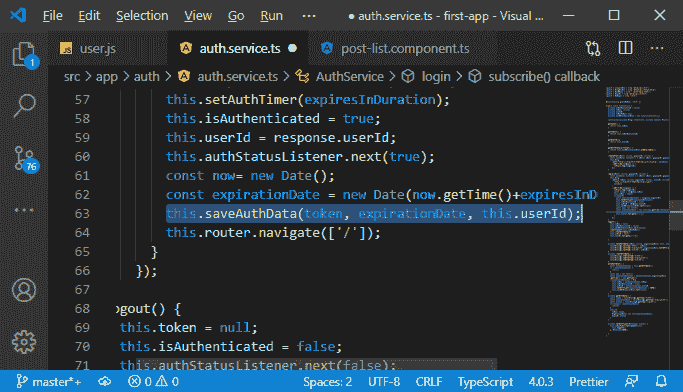 Edit Selection View Go Run ··· ● auth.service.ts - first-app - Visual ...
JS user.js auth.service.ts ● post-list.component.ts ···
src > app > auth > auth.service.ts > AuthService > login > subscribe() callback
57 this.setAuthTimer(expiresInDuration);
58 this.isAuthenticated = true;
59 this.userId = response.userId;
60 this.authStatusListener.next(true);
61 const now= new Date();
62 const expirationDate = new Date(now.getTime()+expiresInD
63 this.saveAuthData(token, expirationDate, this.userId);
64 this.router.navigate(['/']);
65 }
66 });
67
68 ogout() {
69 this.token = null;
70 this.isAuthenticated = false;
71 this.authStatusListener.next(false);
1
76
master*+ 0 0 Spaces: 2 UTF-8 CRLF TypeScript 4.0.3 Prettier